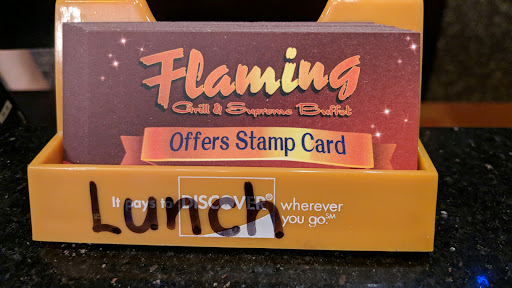 Flaming
Grill & Supreme Buffet
Offers Stamp Card
It pays to DISCOVER® wherever
you go.℠
Lunch